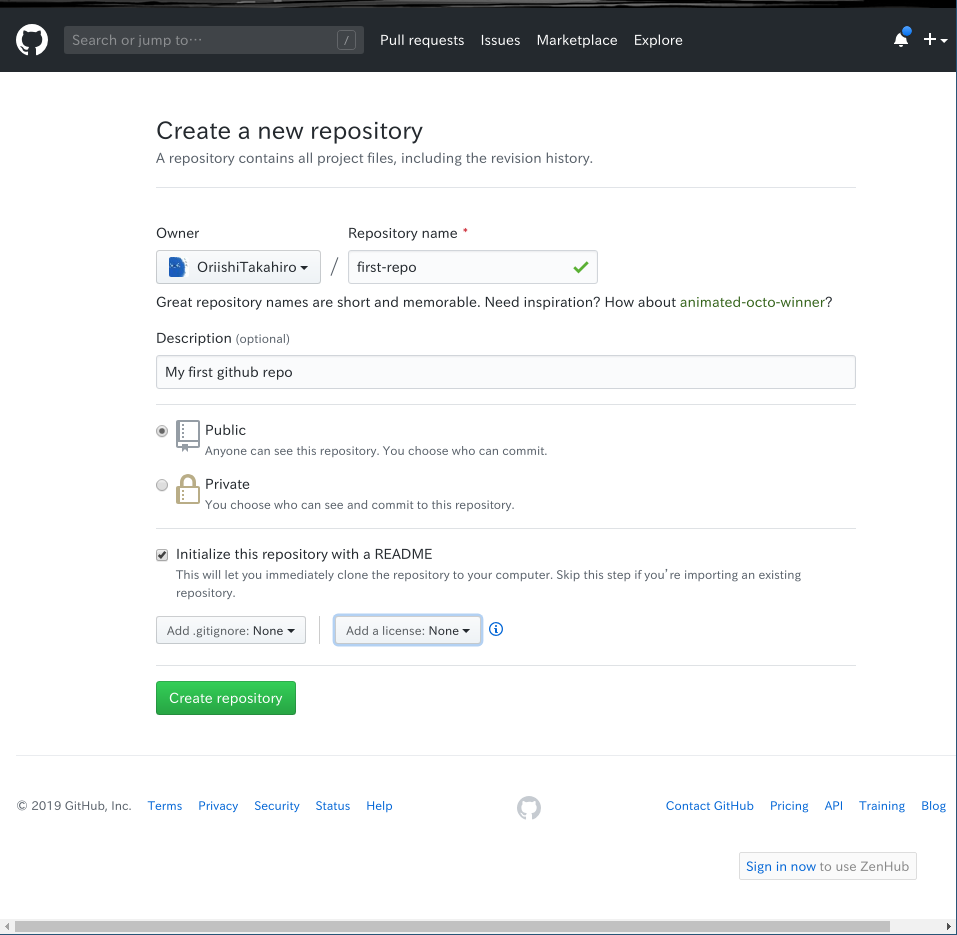 Search or jump to… / Pull requests Issues Marketplace Explore
Create a new repository
A repository contains all project files, including the revision history.
Owner Repository name *
OriishiTakahiro / first-repo
Great repository names are short and memorable. Need inspiration? How about animated-octo-winner?
Description (optional)
My first github repo
Public
Anyone can see this repository. You choose who can commit.
Private
You choose who can see and commit to this repository.
Initialize this repository with a README
This will let you immediately clone the repository to your computer. Skip this step if you’re importing an existing
repository.
Add .gitignore: None Add a license: None
Create repository
© 2019 GitHub, Inc. Terms Privacy Security Status Help Contact GitHub Pricing API Training Blog
Sign in now to use ZenHub